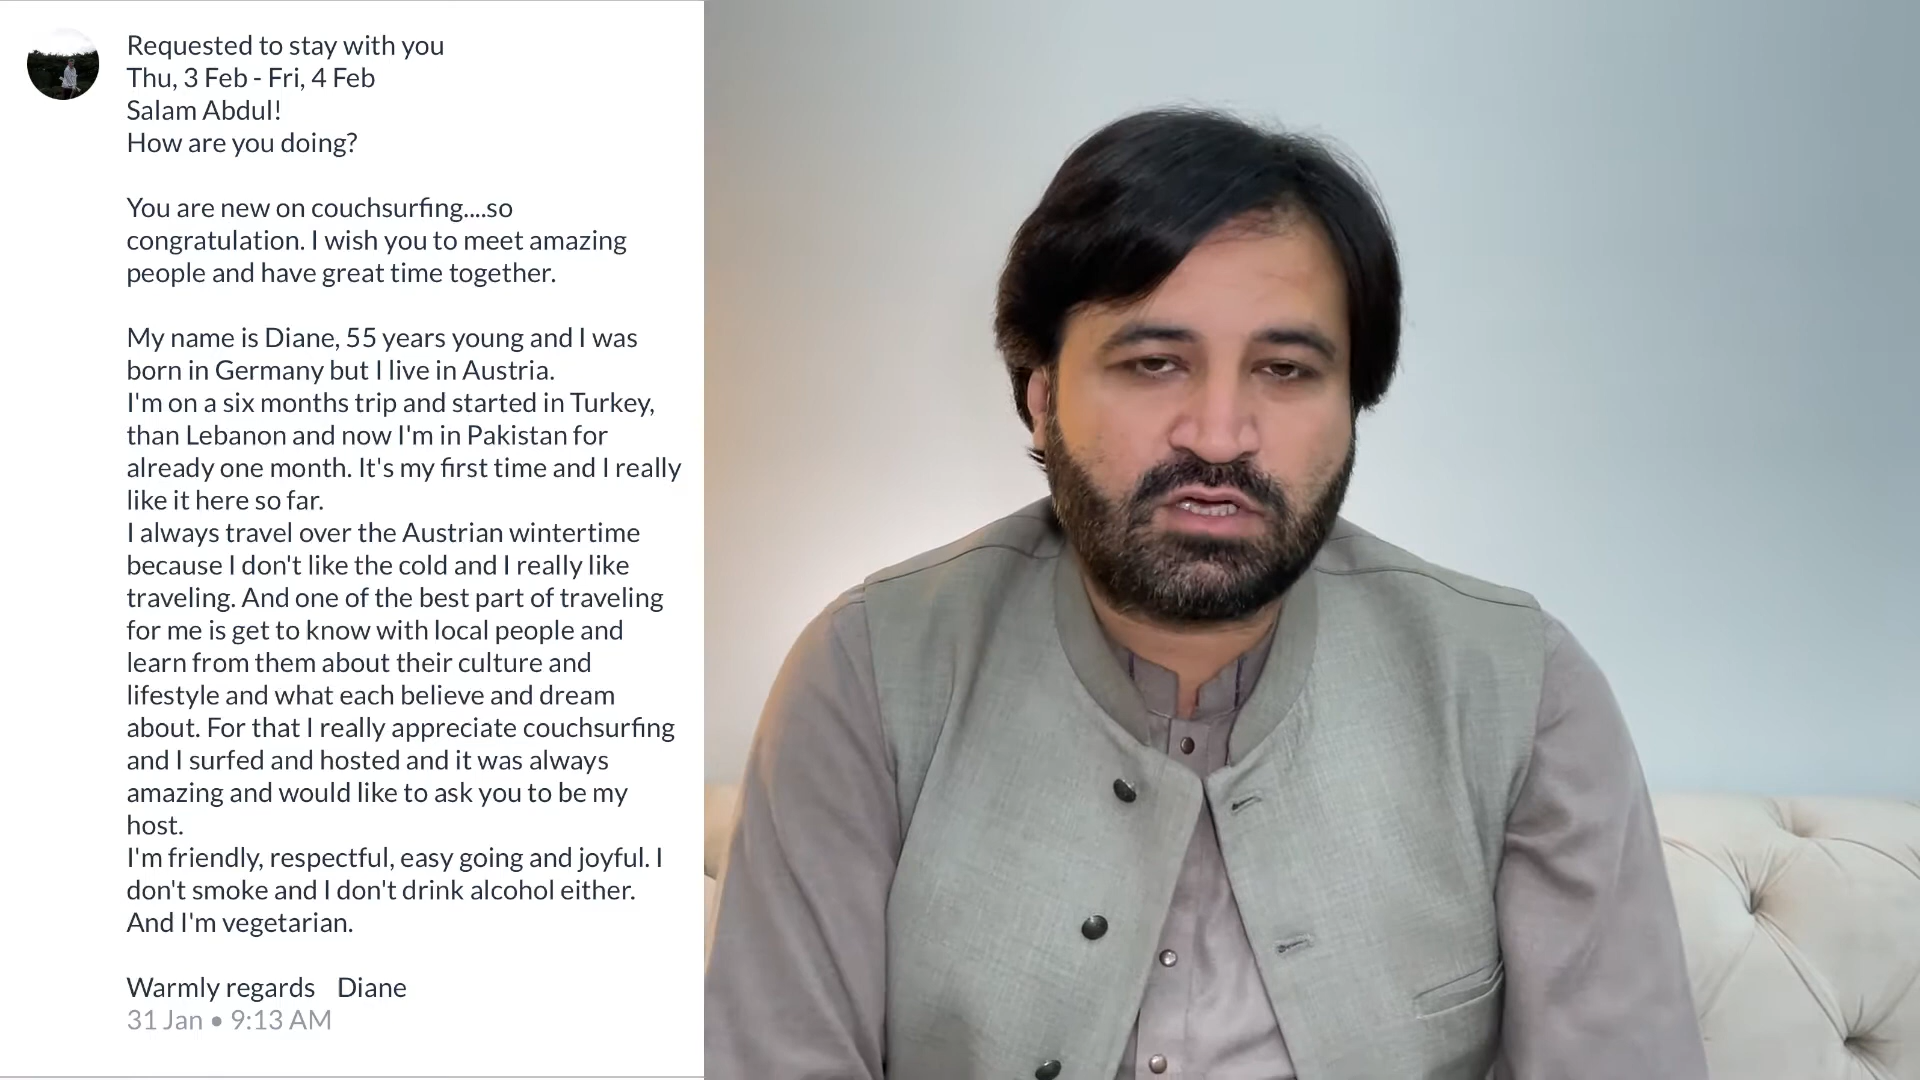 Requested to stay with you
Thu, 3 Feb - Fri, 4 Feb
Salam Abdul!
How are you doing?
You are new on couchsurfing....so
congratulation. I wish you to meet amazing
people and have great time together.
My name is Diane, 55 years young and I was
born in Germany but I live in Austria.
I'm on a six months trip and started in Turkey,
than Lebanon and now I'm in Pakistan for
already one month. It's my first time and I really
like it here so far.
I always travel over the Austrian wintertime
because I don't like the cold and I really like
traveling. And one of the best part of traveling
for me is get to know with local people and
learn from them about their culture and
lifestyle and what each believe and dream
about. For that I really appreciate couchsurfing
and I surfed and hosted and it was always
amazing and would like to ask you to be my
host.
I'm friendly, respectful, easy going and joyful. I
don't smoke and I don't drink alcohol either.
And I'm vegetarian.
Warmly regards Diane
31 Jan • 9:13 AM